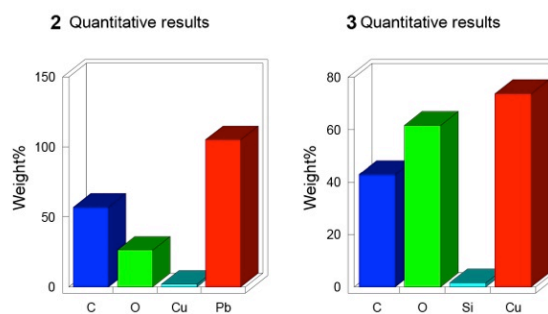 2 Quantitative results
Weight%
150
100
50
0
C O Cu Pb
3 Quantitative results
Weight%
80
60
40
20
0
C O Si Cu